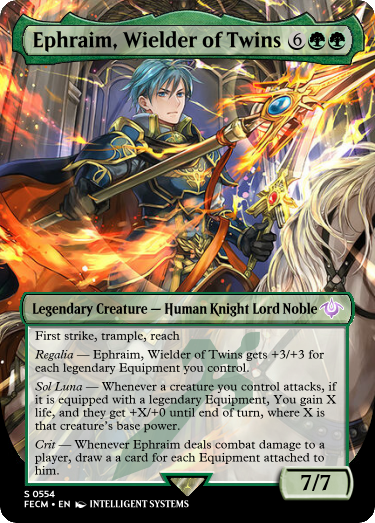 Ephraim, Wielder of Twins 6
Legendary Creature — Human Knight Lord Noble
First strike, trample, reach
Regalia — Ephraim, Wielder of Twins gets +3/+3 for
each legendary Equipment you control.
Sol Luna — Whenever a creature you control attacks, if
it is equipped with a legendary Equipment, You gain X
life, and they get +X/+0 until end of turn, where X is
that creature's base power.
Crit — Whenever Ephraim deals combat damage to a
player, draw a a card for each Equipment attached to
him.
7/7
S 0554
FECM • EN INTELLIGENT SYSTEMS